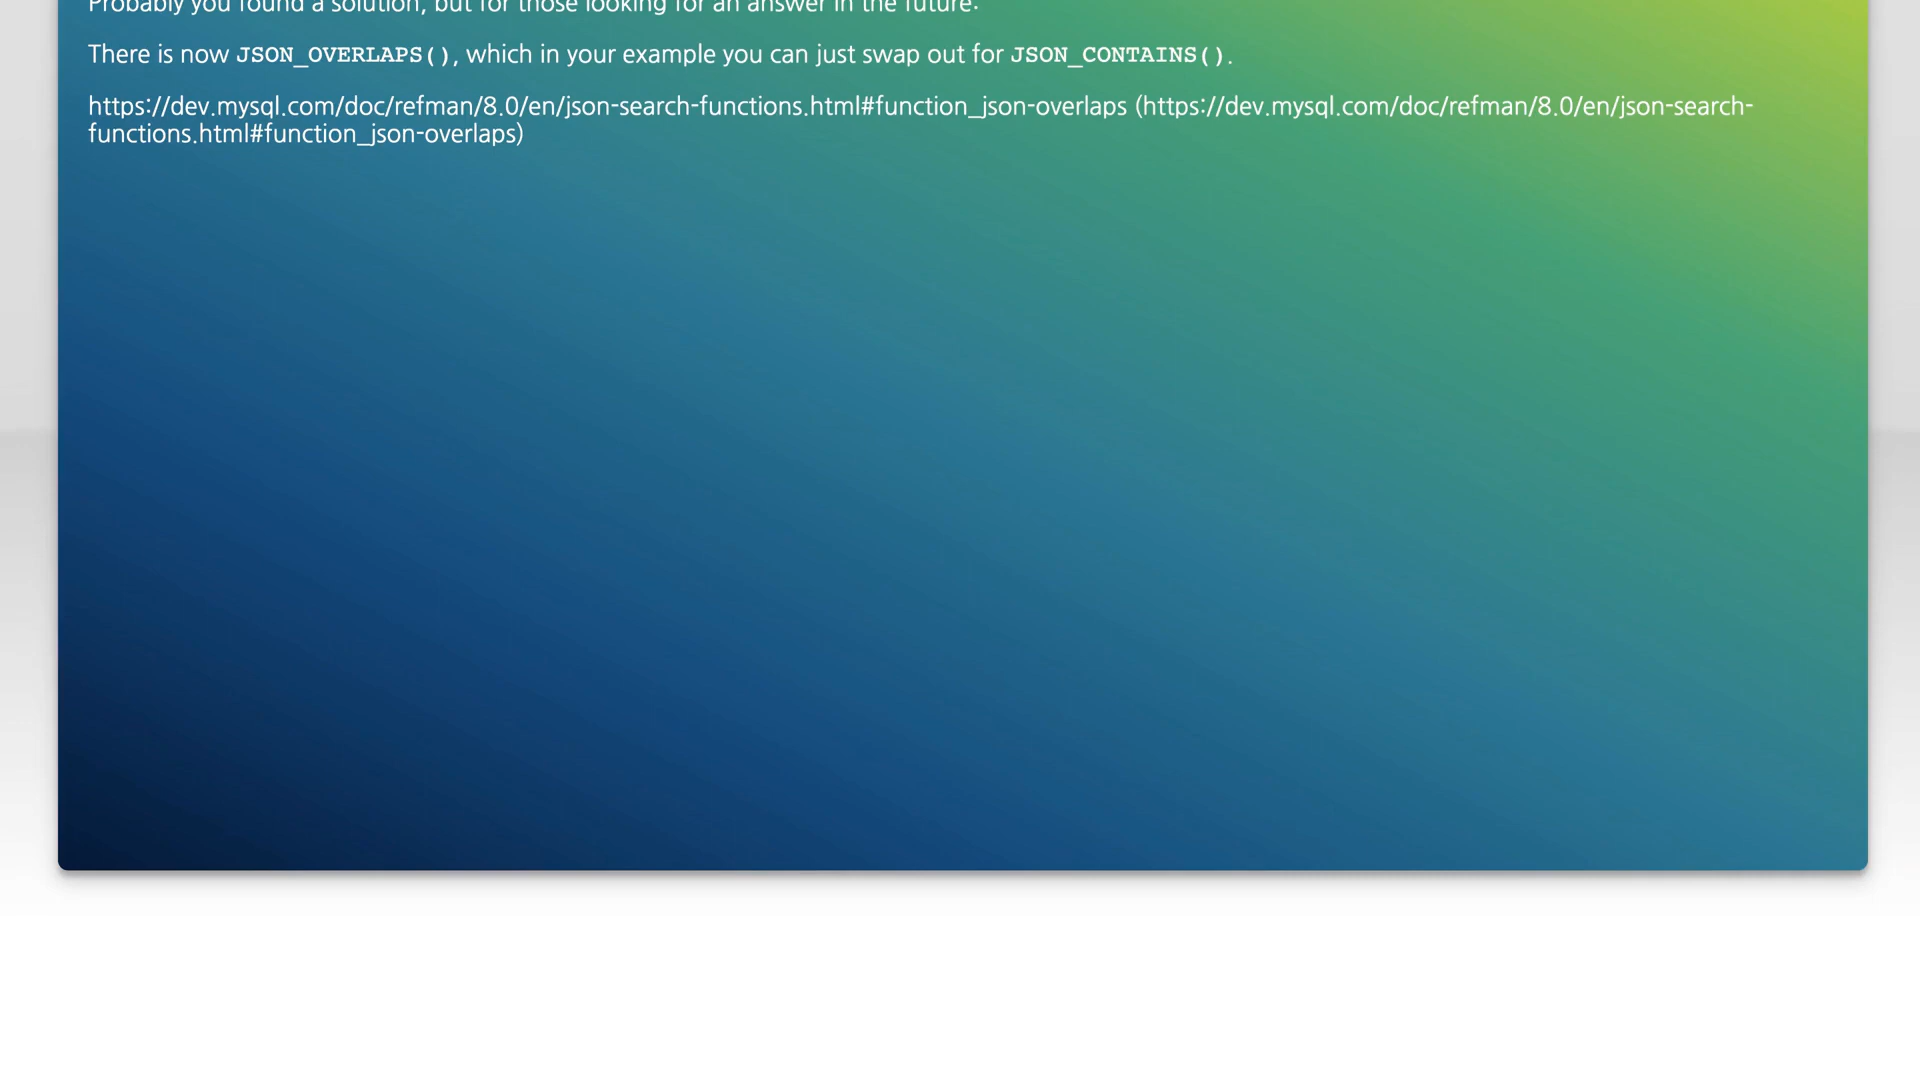 Probably you found a solution, but for those looking for an answer in the future:
There is now JSON_OVERLAPS(), which in your example you can just swap out for JSON_CONTAINS().
https://dev.mysql.com/doc/refman/8.0/en/json-search-functions.html#function_json-overlaps (https://dev.mysql.com/doc/refman/8.0/en/json-search-
functions.html#function_json-overlaps)